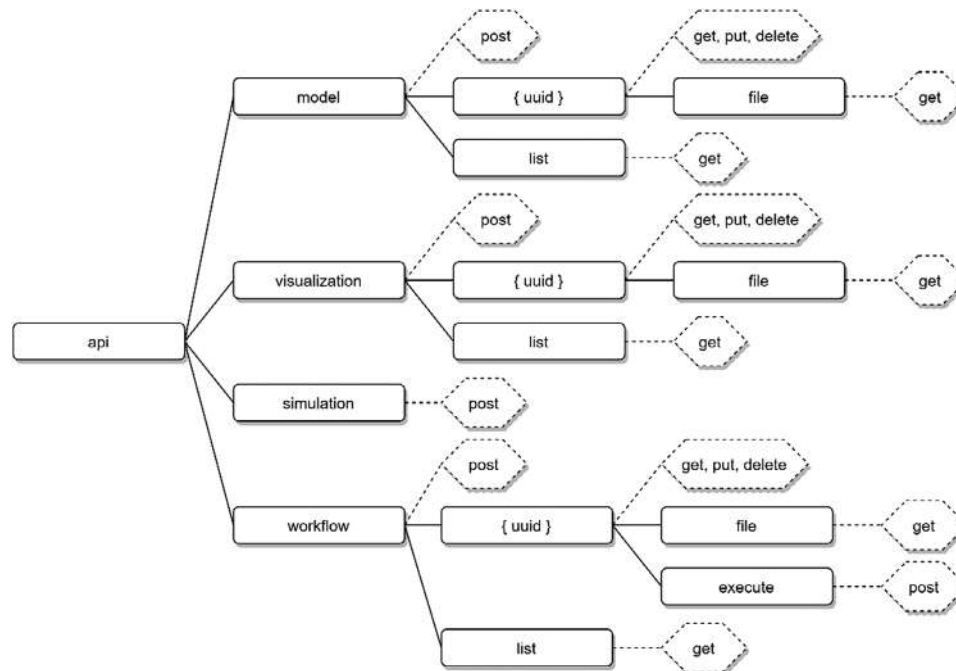 post
get, put, delete
model
{ uuid }
file
get
list
get
post
get, put, delete
visualization
{ uuid }
file
get
list
get
api
simulation
post
post
get, put, delete
workflow
{ uuid }
file
get
execute
post
list
get